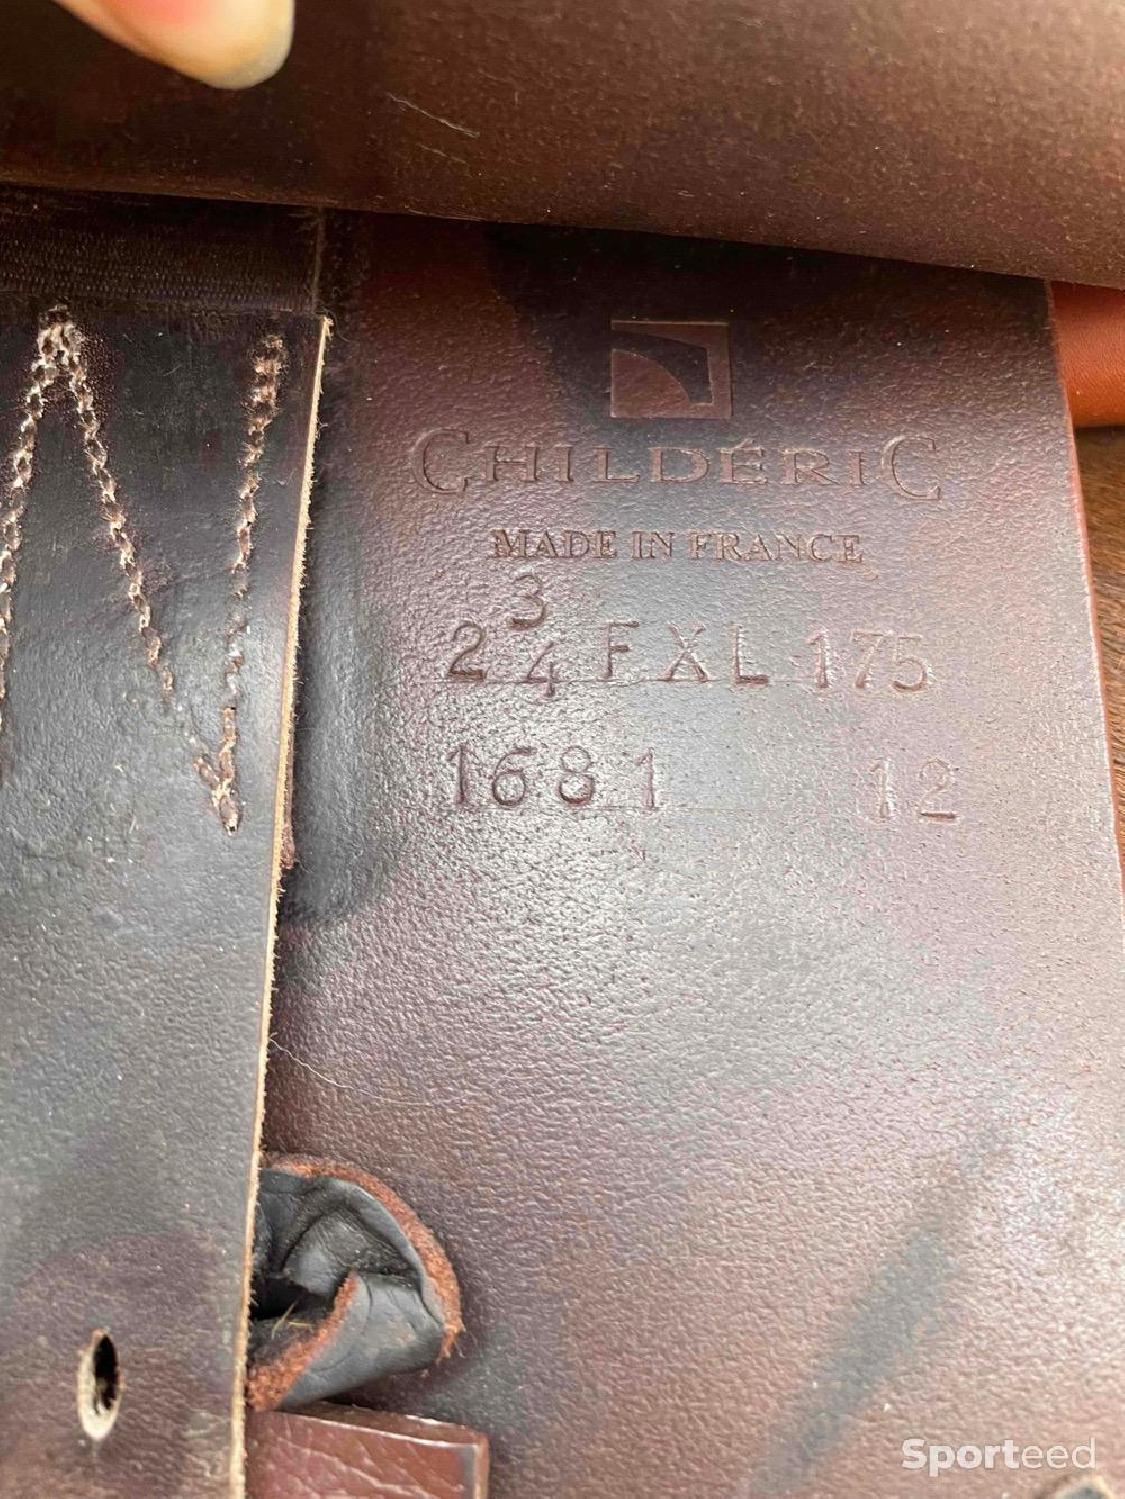 CHILDÉRIC
MADE IN FRANCE
2 3/4 F XL 175
1681 12
Sporteed